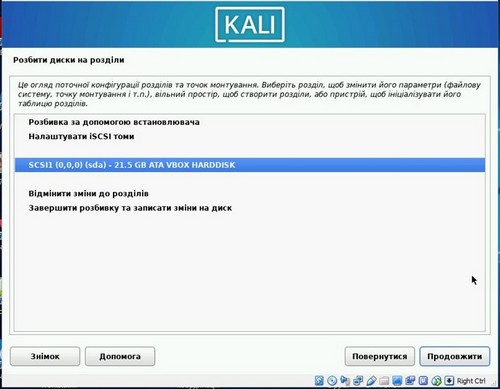 KALI
Розбити диски на розділи
Це огляд поточної конфігурації розділів та точок монтування. Виберіть розділ, щоб змінити його параметри (файлову
систему, точку монтування і т.п.), вільний простір, щоб створити розділи, або пристрій, щоб ініціалізувати його
таблицю розділів.
Розбивка за допомогою встановлювача
Налаштувати iSCSI томи
SCSI1 (0,0,0) (sda) - 21.5 GB ATA VBOX HARDDISK
Відмінити зміни до розділів
Завершити розбивку та записати зміни на диск
Знімок
Допомога
Повернутися
Продовжити
Right Ctrl